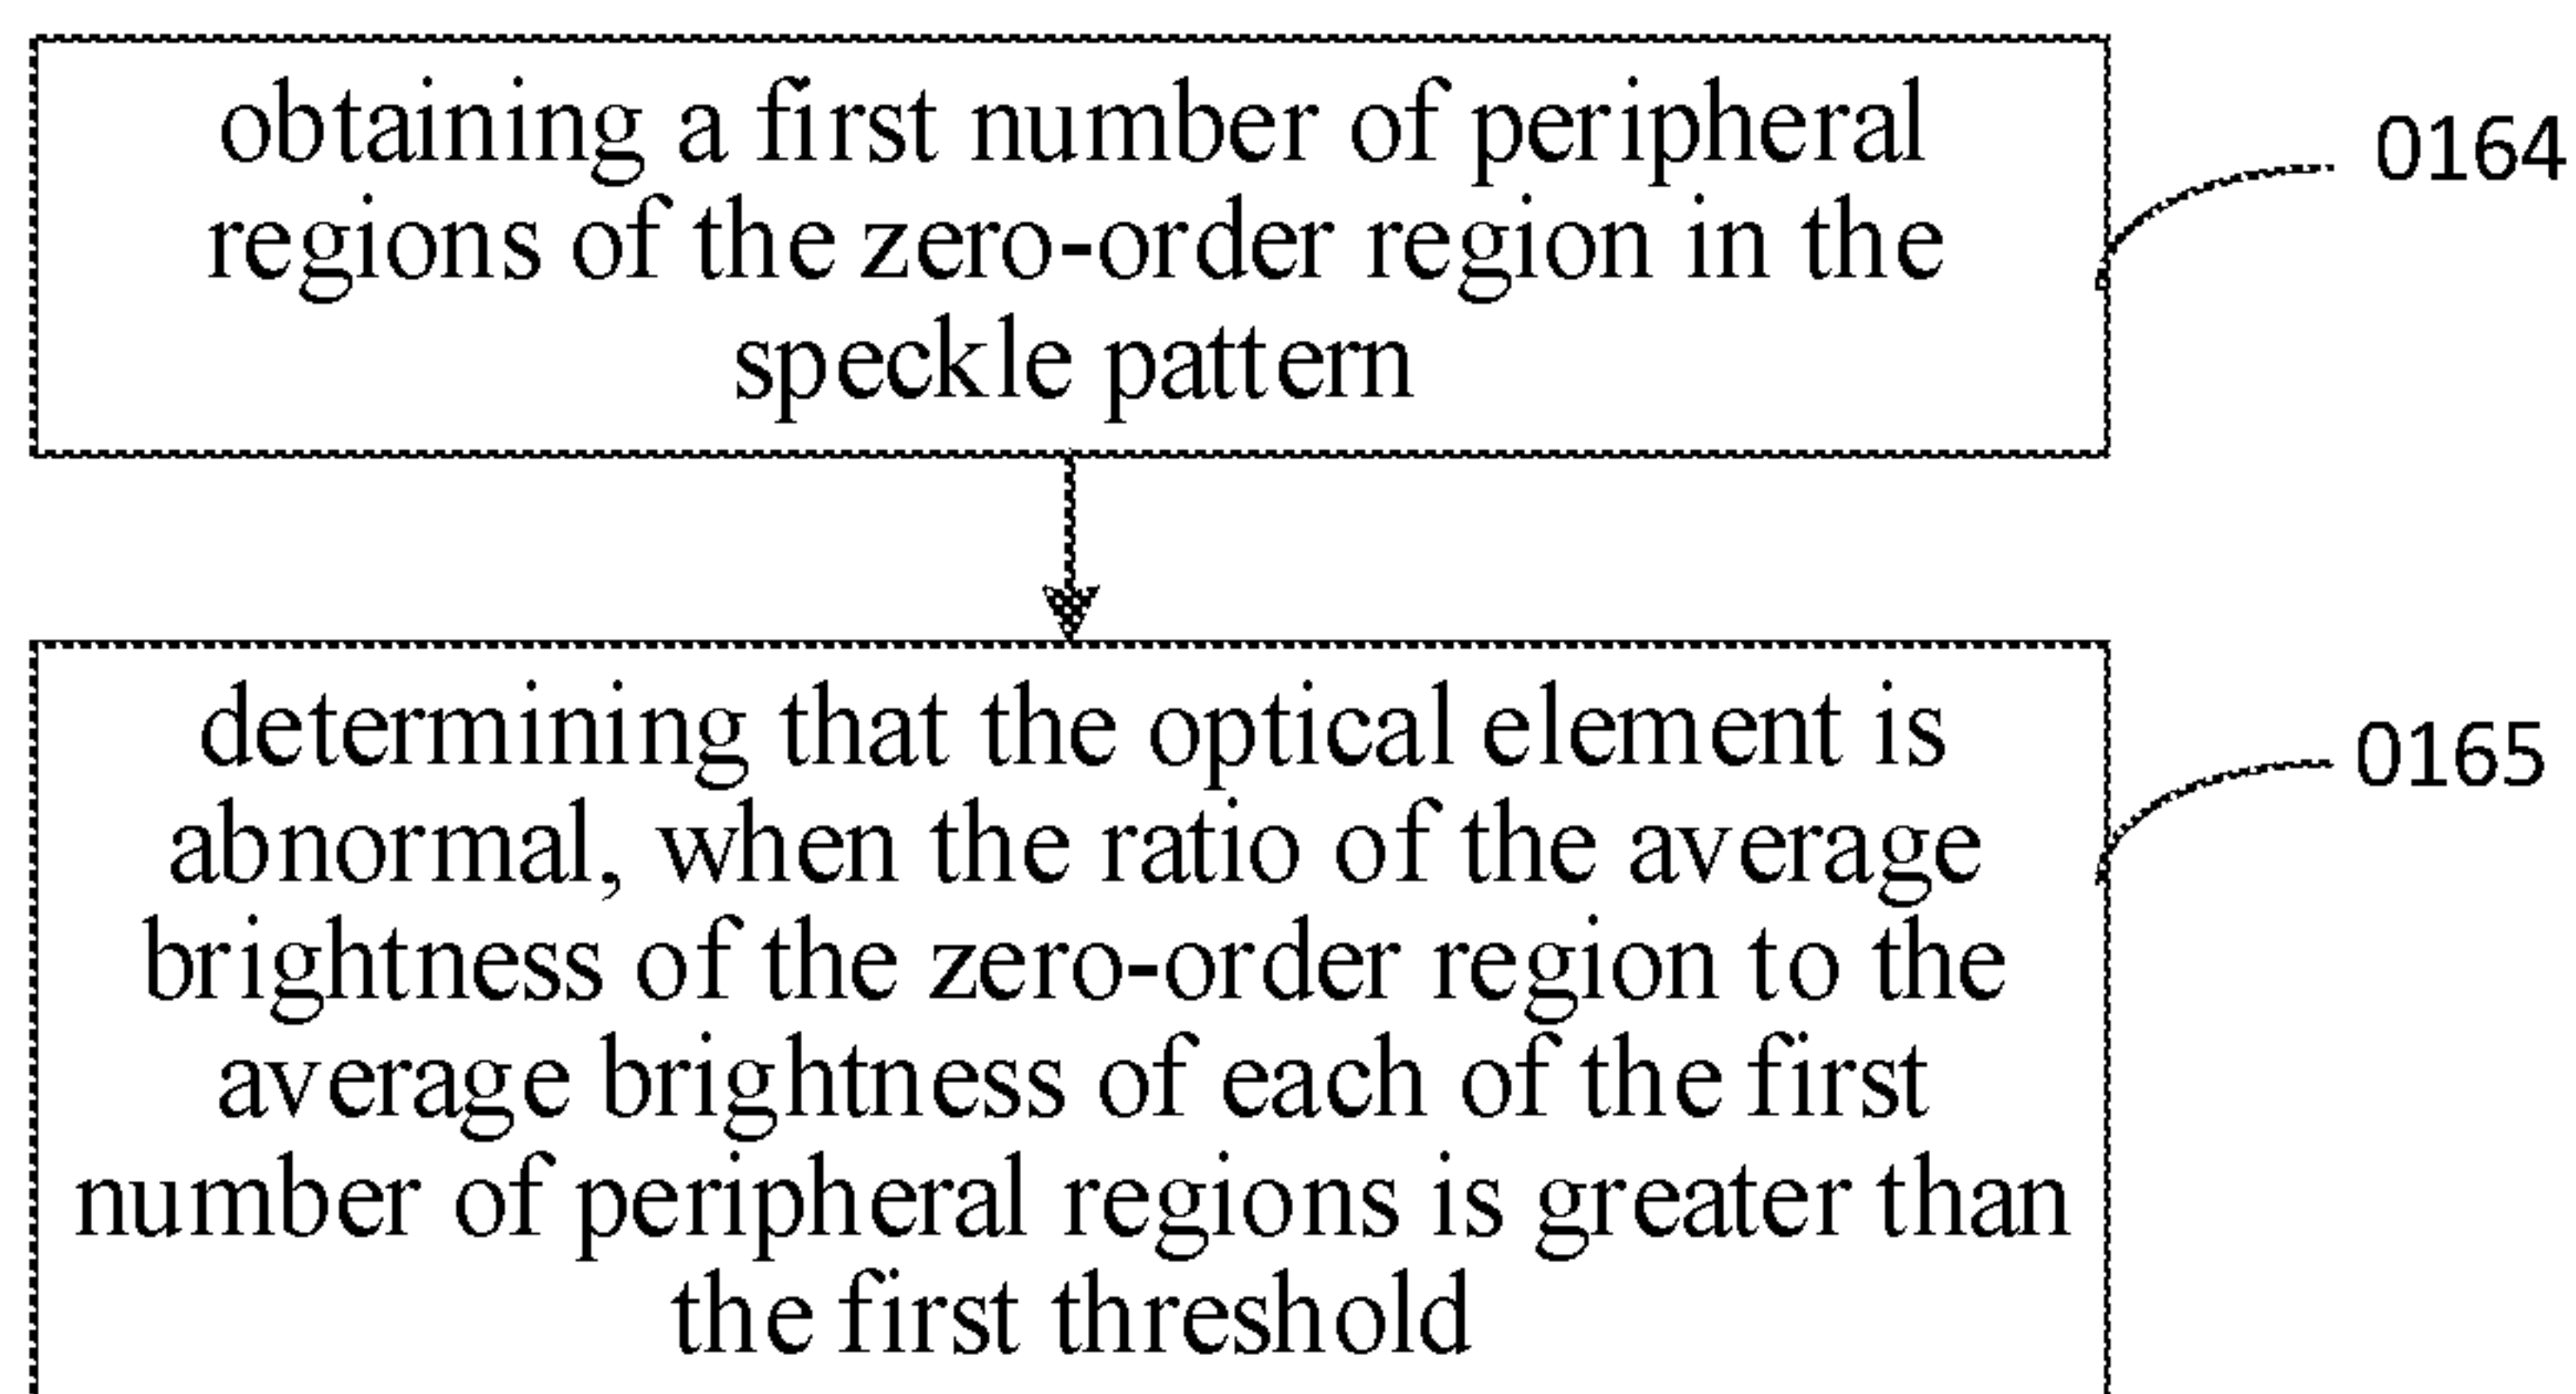 obtaining a first number of peripheral
regions of the zero-order region in the
speckle pattern
0164
determining that the optical element is
abnormal, when the ratio of the average
brightness of the zero-order region to the
average brightness of each of the first
number of peripheral regions is greater than
the first threshold
0165